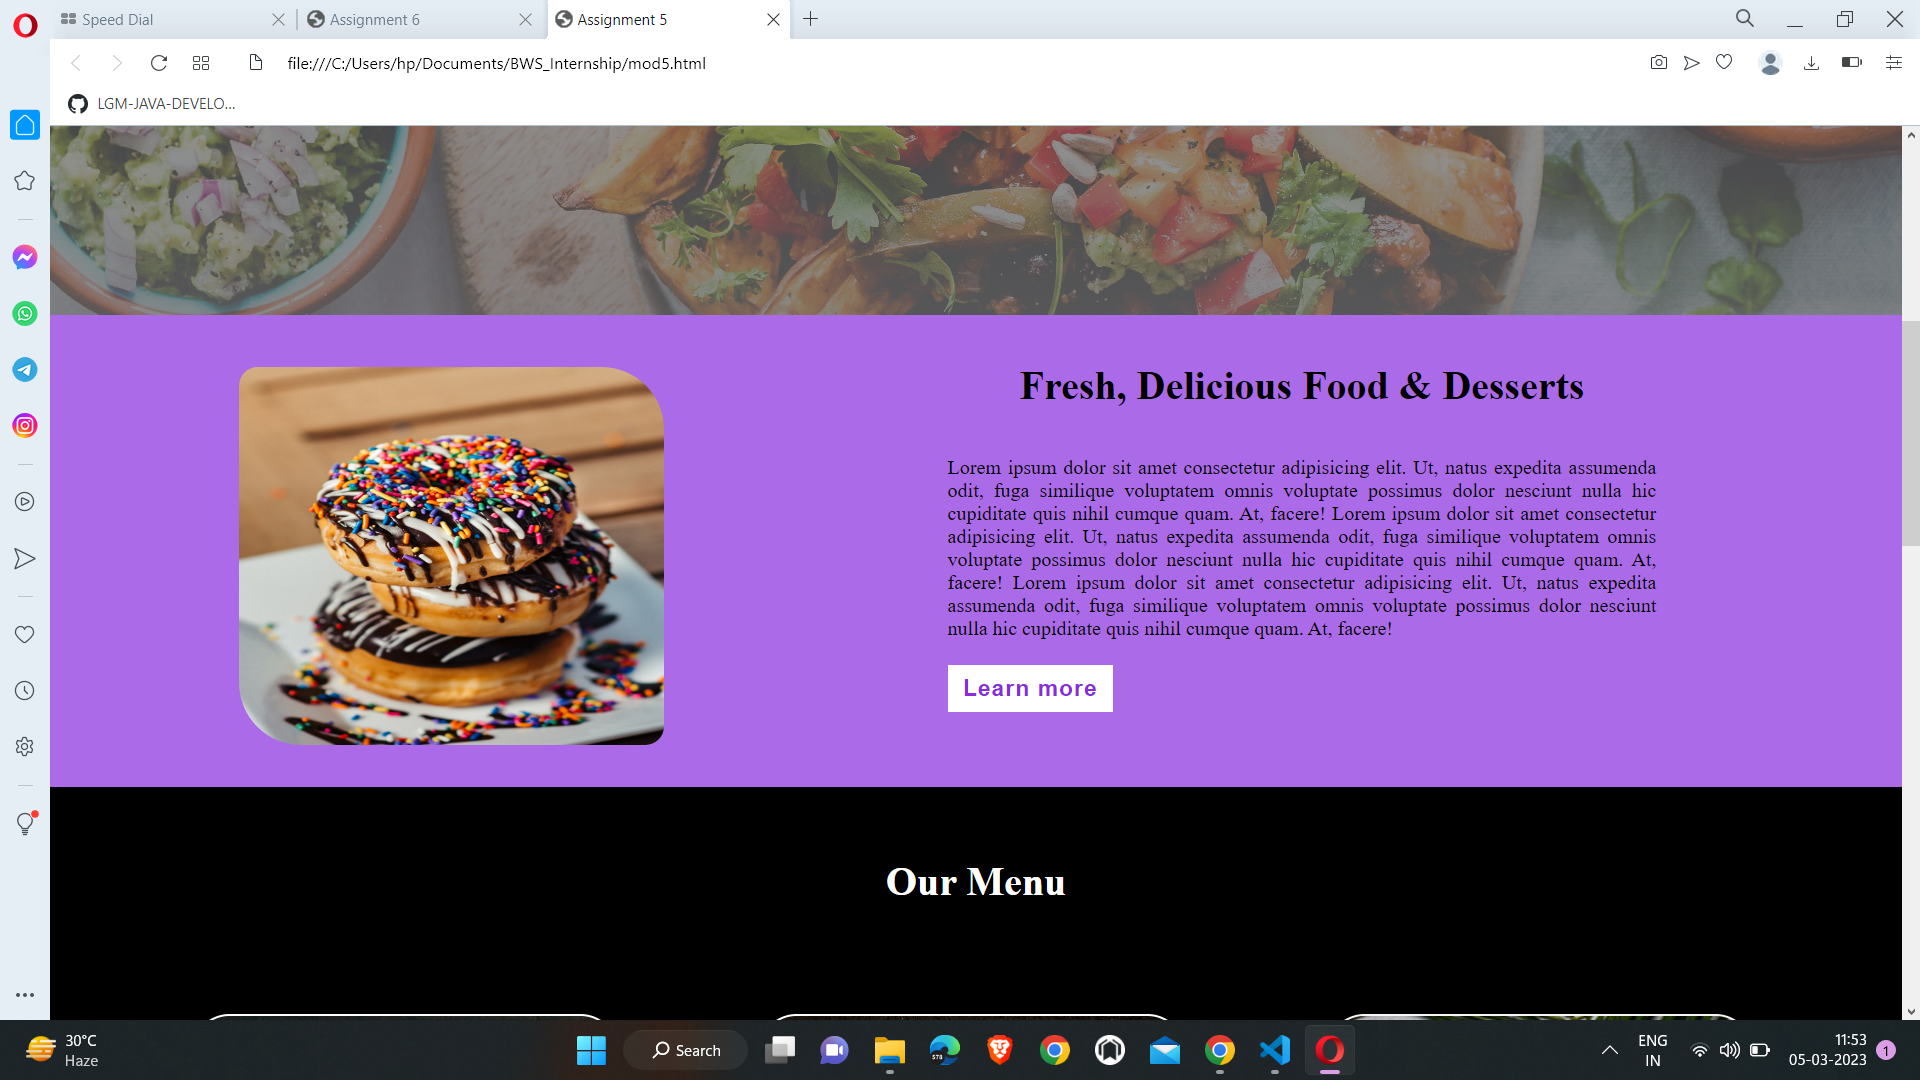 Speed Dial
Assignment 6
Assignment 5
file:///C:/Users/hp/Documents/BWS_Internship/mod5.html
LGM-JAVA-DEVELO...
Fresh, Delicious Food & Desserts
Lorem ipsum dolor sit amet consectetur adipisicing elit. Ut, natus expedita assumenda
odit, fuga similique voluptatem omnis voluptate possimus dolor nesciunt nulla hic
cupiditate quis nihil cumque quam. At, facere! Lorem ipsum dolor sit amet consectetur
adipisicing elit. Ut, natus expedita assumenda odit, fuga similique voluptatem omnis
voluptate possimus dolor nesciunt nulla hic cupiditate quis nihil cumque quam. At,
facere! Lorem ipsum dolor sit amet consectetur adipisicing elit. Ut, natus expedita
assumenda odit, fuga similique voluptatem omnis voluptate possimus dolor nesciunt
nulla hic cupiditate quis nihil cumque quam. At, facere!
Learn more
Our Menu
30°C
Haze
Search
ENG
IN
11:53
05-03-2023
1